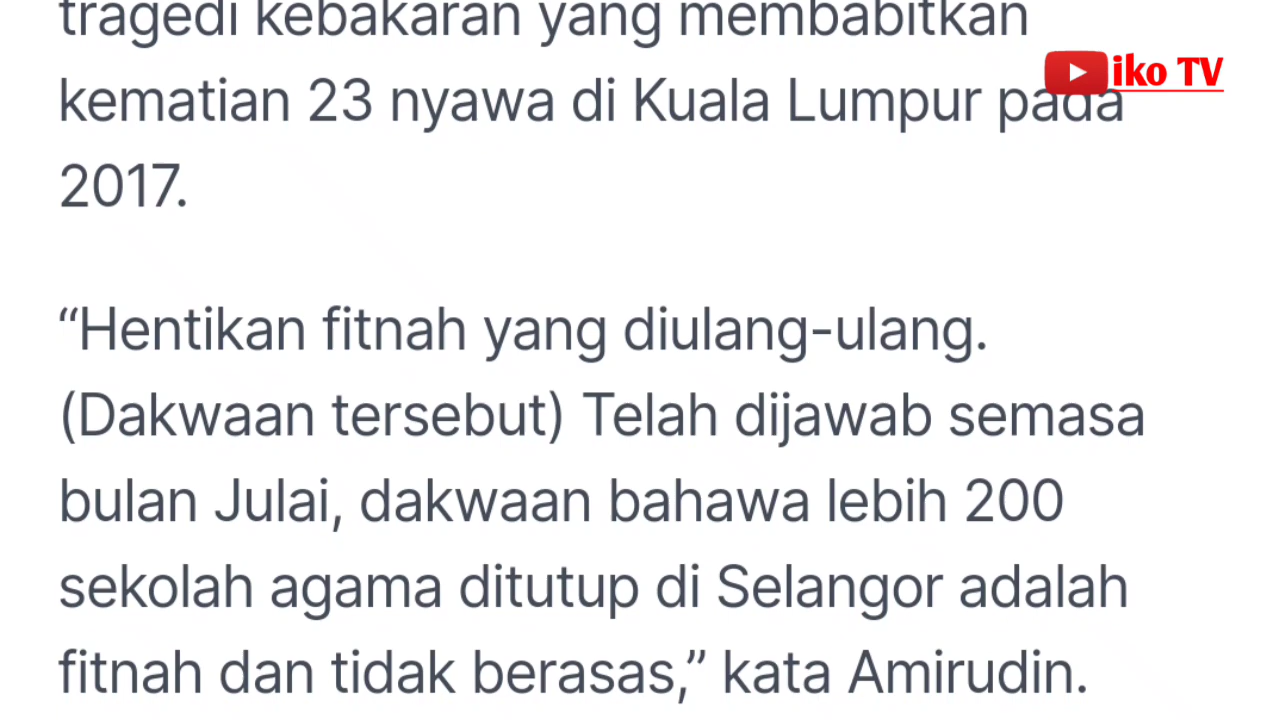 tragedi kebakaran yang membabitkan
iko TV
kematian 23 nyawa di Kuala Lumpur pada
2017.
“Hentikan fitnah yang diulang-ulang.
(Dakwaan tersebut) Telah dijawab semasa
bulan Julai, dakwaan bahawa lebih 200
sekolah agama ditutup di Selangor adalah
fitnah dan tidak berasas,” kata Amirudin.